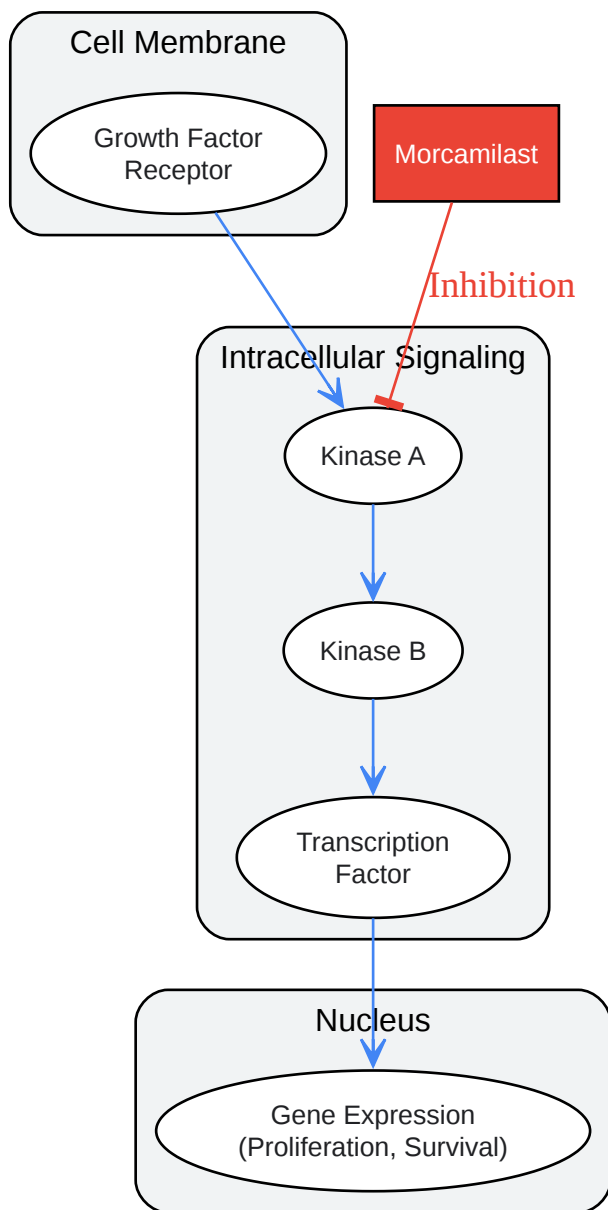 Cell Membrane
Growth Factor
Receptor
Morcamilast
Inhibition
Intracellular Signaling
Kinase A
Kinase B
Transcription
Factor
Nucleus
Gene Expression
(Proliferation, Survival)